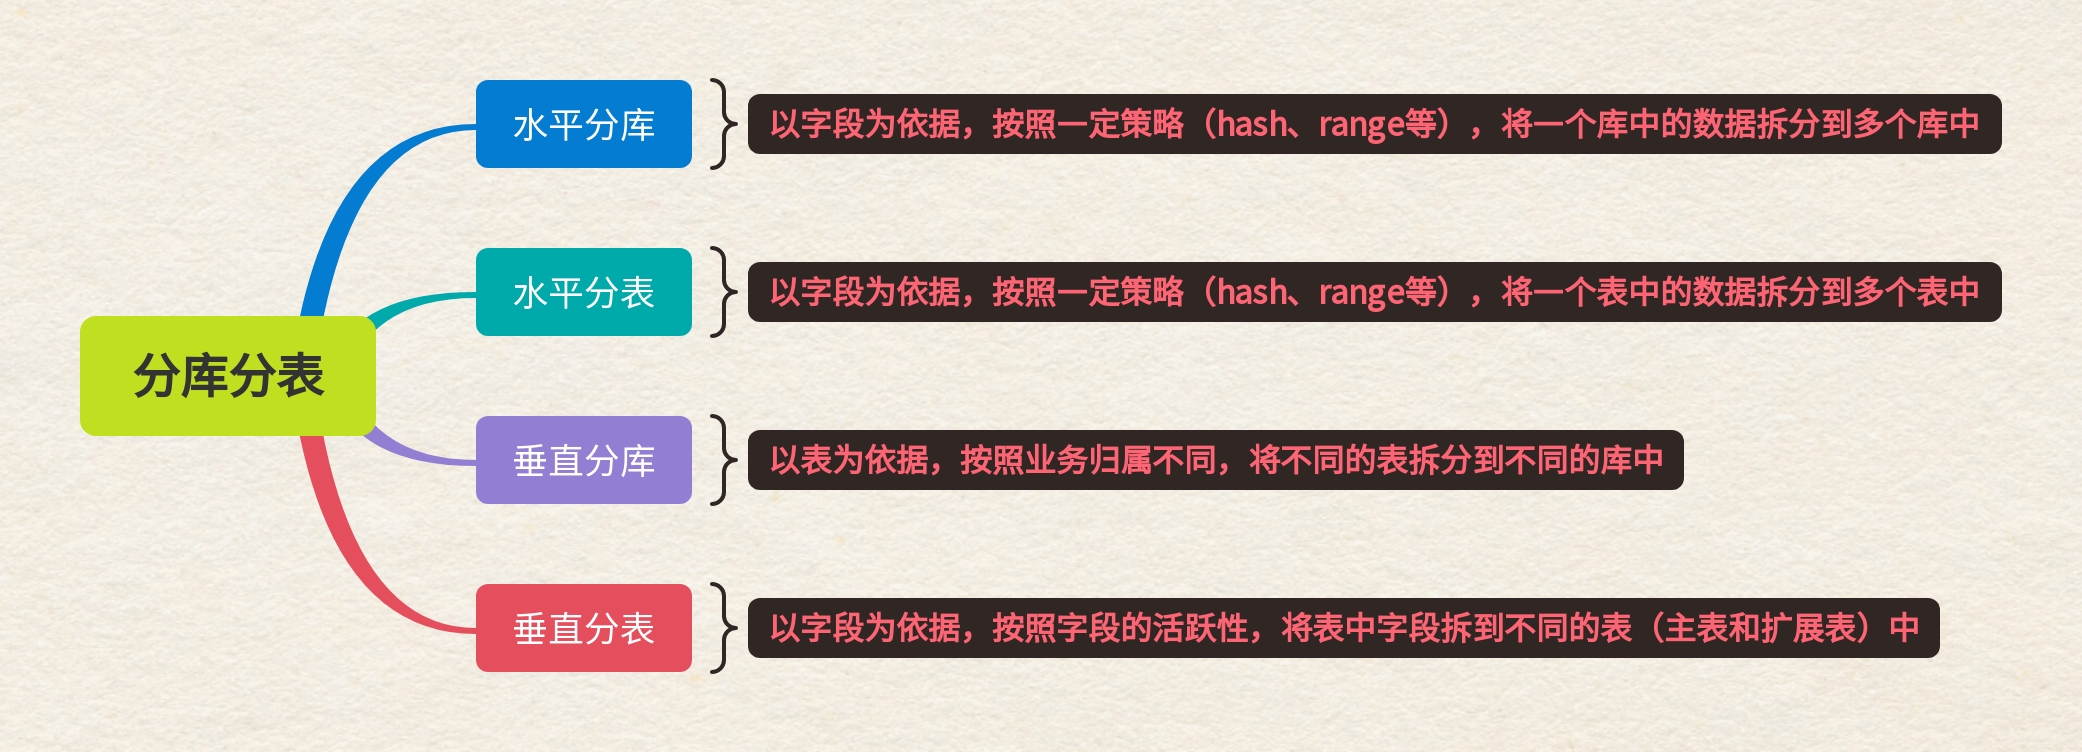 分库分表
水平分库
以字段为依据，按照一定策略（hash、range等），将一个库中的数据拆分到多个库中
水平分表
以字段为依据，按照一定策略（hash、range等），将一个表中的数据拆分到多个表中
垂直分库
以表为依据，按照业务归属不同，将不同的表拆分到不同的库中
垂直分表
以字段为依据，按照字段的活跃性，将表中字段拆到不同的表（主表和扩展表）中